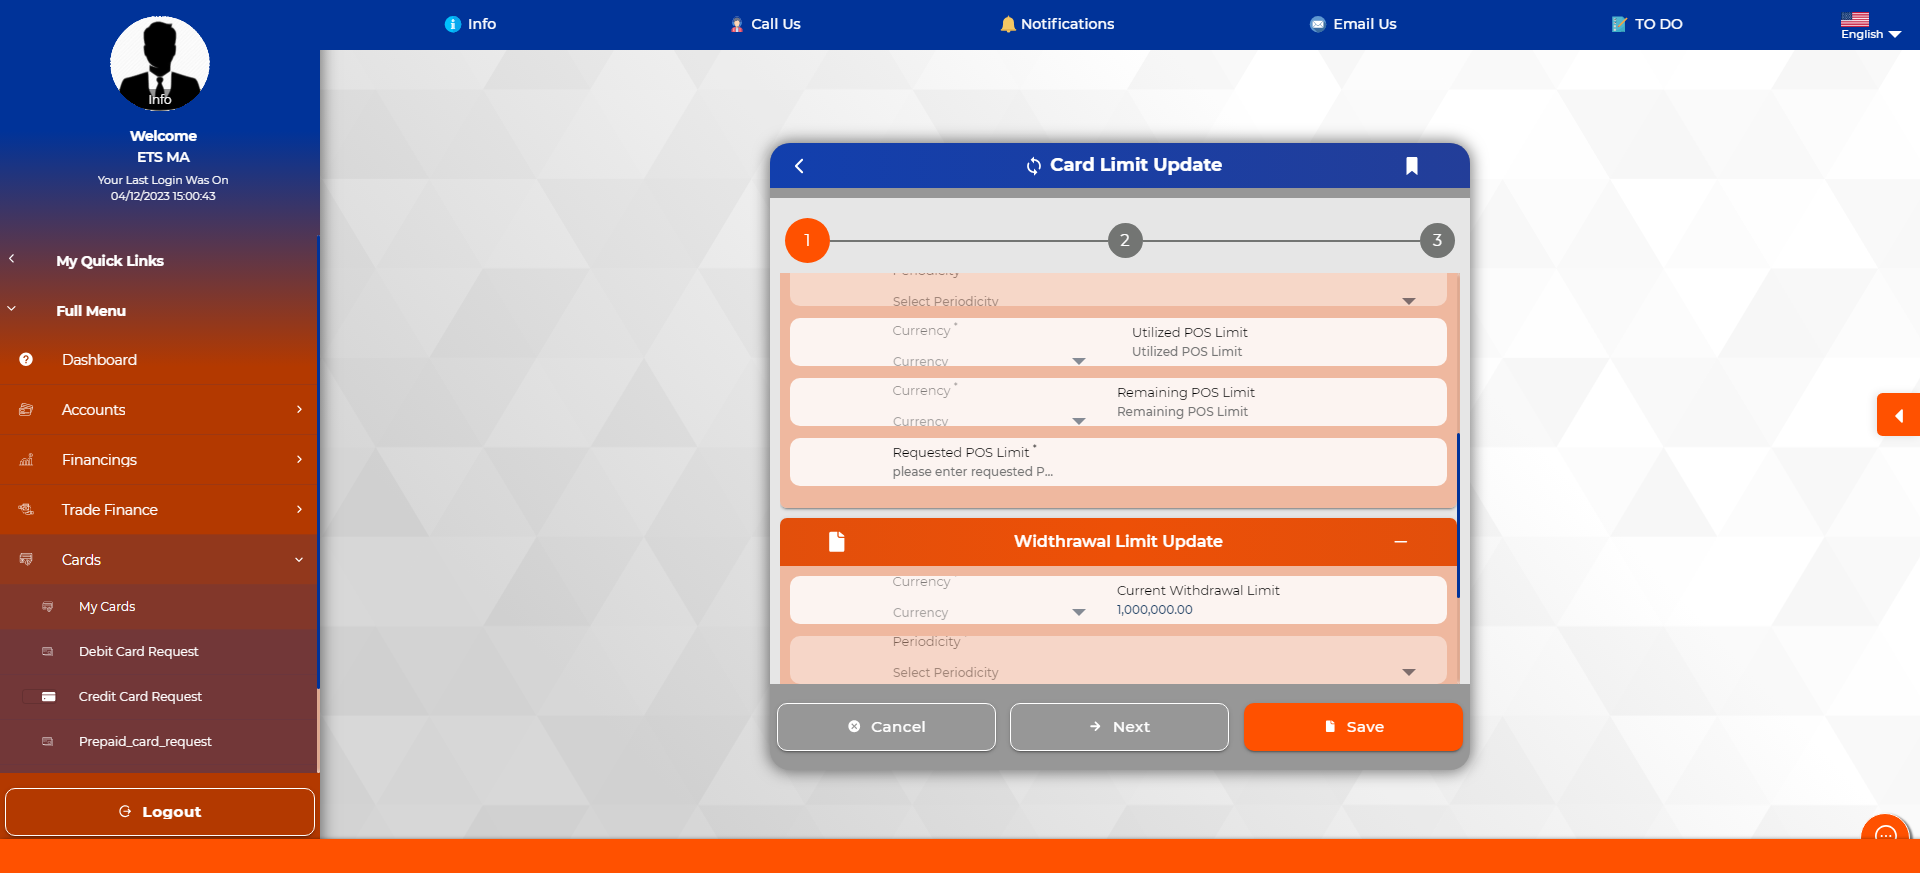 Info
Call Us
Notifications
Email Us
TO DO
English
Info
Welcome
ETS MA
Your Last Login Was On
04/12/2023 15:00:43
My Quick Links
Full Menu
Dashboard
Accounts
Financings
Trade Finance
Cards
My Cards
Debit Card Request
Credit Card Request
Prepaid_card_request
Logout
Card Limit Update
1
2
3
Periodicity
Select Periodicity
Currency *
Currency
Utilized POS Limit
Utilized POS Limit
Currency *
Currency
Remaining POS Limit
Remaining POS Limit
Requested POS Limit *
please enter requested P...
Widthrawal Limit Update
Currency
Currency
Current Withdrawal Limit
1,000,000.00
Periodicity
Select Periodicity
Cancel
Next
Save